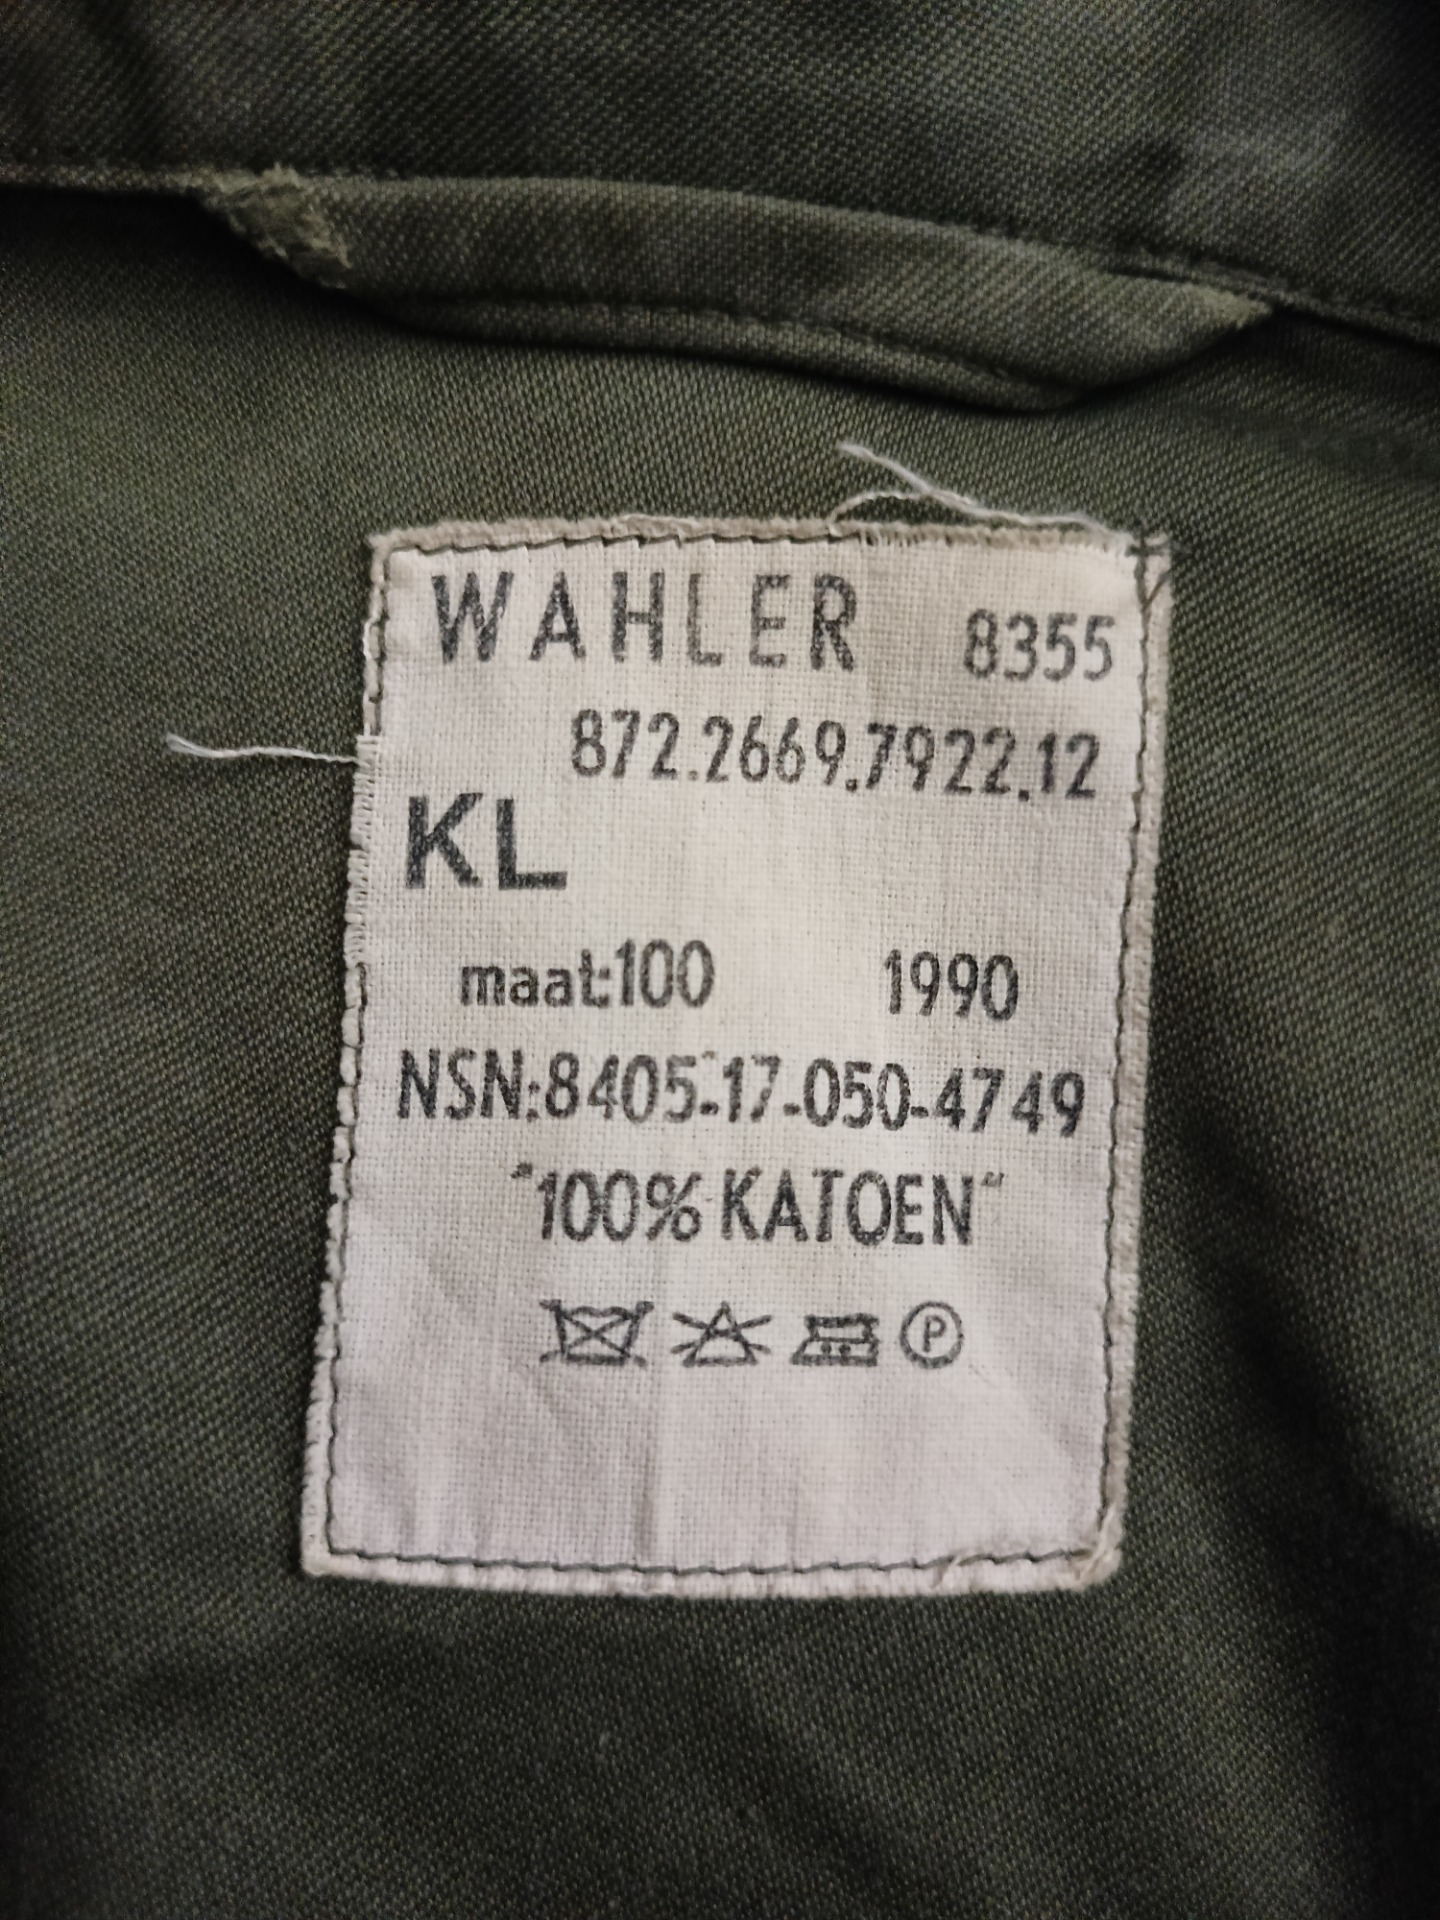 WAHLER 8355
872.2669.7922.12
KL
maat:100 1990
NSN:8405-17-050-4749
"100% KATOEN"
P